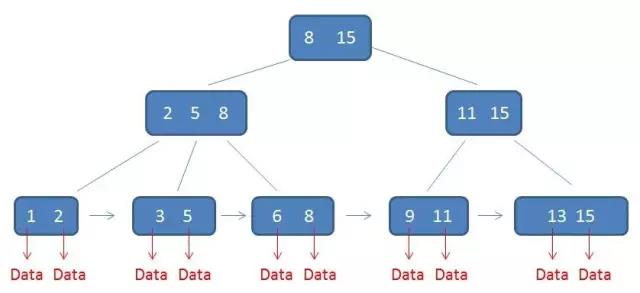 8 15
2 5 8
11 15
1 2
3 5
6 8
9 11
13 15
Data Data
Data Data
Data Data
Data Data
Data Data